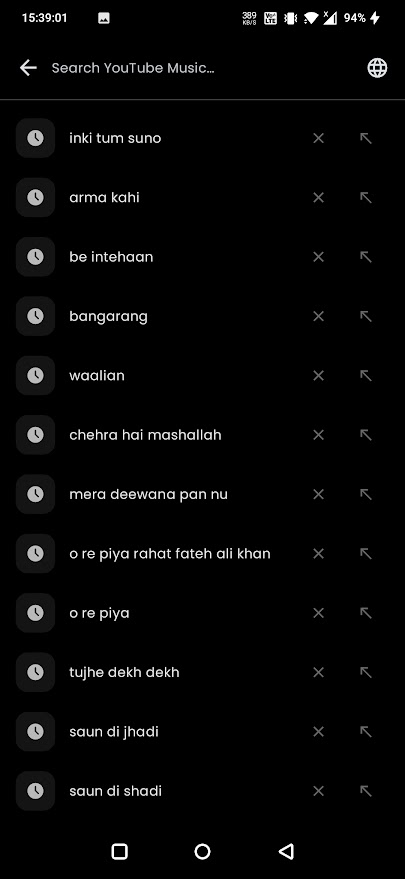 15:39:01
389 KB/S VoLTE X 94%
Search YouTube Music...
inki tum suno
arma kahi
be intehaan
bangarang
waalian
chehra hai mashallah
mera deewana pan nu
o re piya rahat fateh ali khan
o re piya
tujhe dekh dekh
saun di jhadi
saun di shadi